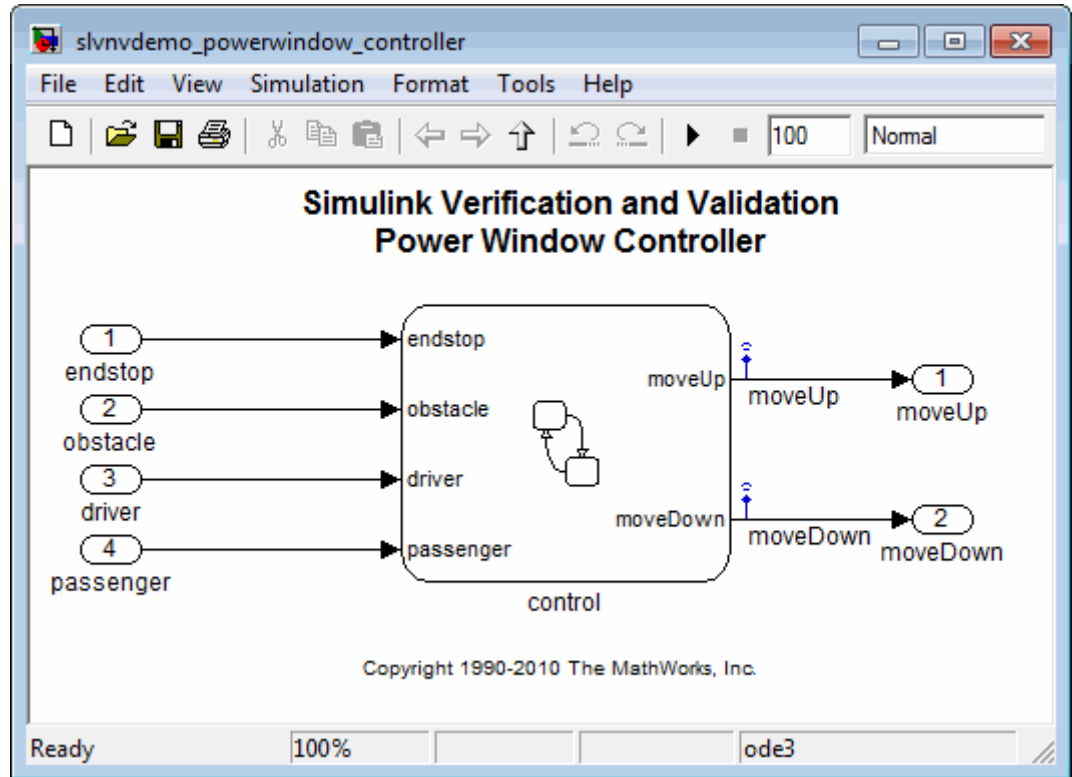 slvnvdemo_powerwindow_controller
File Edit View Simulation Format Tools Help
100 Normal
Simulink Verification and Validation
Power Window Controller
1
endstop
2
obstacle
3
driver
4
passenger
endstop
obstacle
driver
passenger
moveUp
moveDown
control
moveUp
moveDown
1
moveUp
2
moveDown
Copyright 1990-2010 The MathWorks, Inc.
Ready 100% ode3